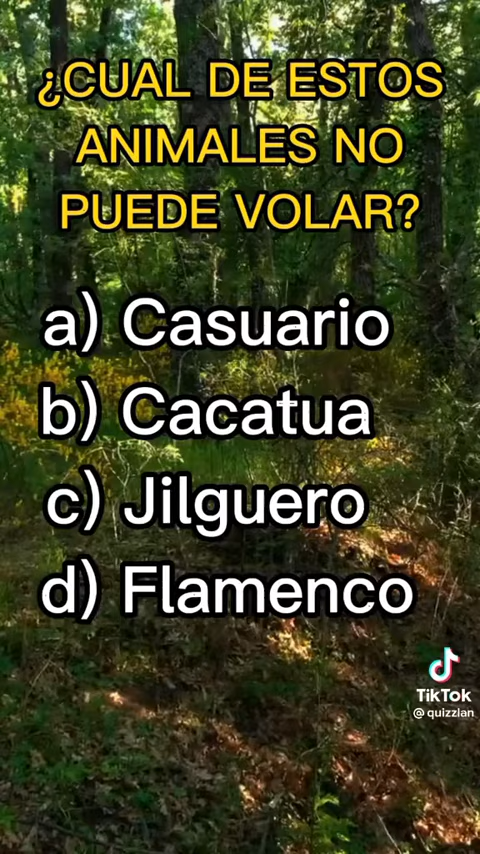 ¿CUAL DE ESTOS
ANIMALES NO
PUEDE VOLAR?
a) Casuario
b) Cacatua
c) Jilguero
d) Flamenco
TikTok
@quizzian